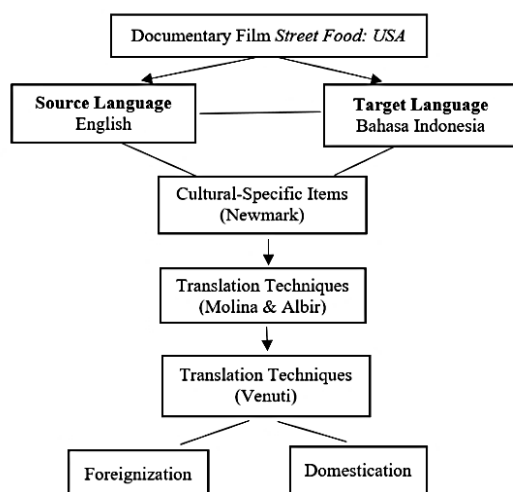 Documentary Film Street Food: USA
Source Language
English
Target Language
Bahasa Indonesia
Cultural-Specific Items
(Newmark)
Translation Techniques
(Molina & Albir)
Translation Techniques
(Venuti)
Foreignization
Domestication